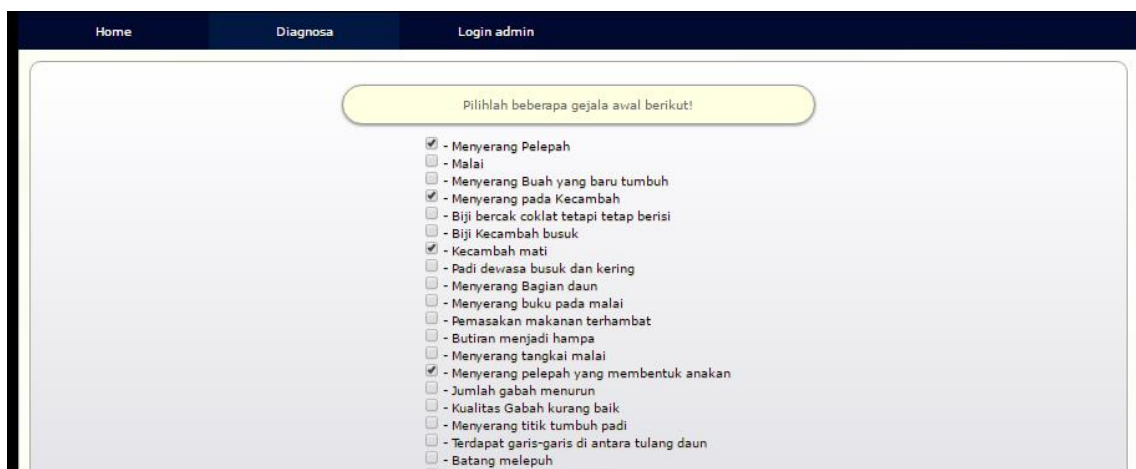 Home Diagnosa Login admin
Pilihlah beberapa gejala awal berikut!
- Menyerang Pelepah
- Malai
- Menyerang Buah yang baru tumbuh
- Menyerang pada Kecambah
- Biji bercak coklat tetapi tetap berisi
- Biji Kecambah busuk
- Kecambah mati
- Padi dewasa busuk dan kering
- Menyerang Bagian daun
- Menyerang buku pada malai
- Pemasakan makanan terhambat
- Butiran menjadi hampa
- Menyerang tangkai malai
- Menyerang pelepah yang membentuk anakan
- Jumlah gabah menurun
- Kualitas Gabah kurang baik
- Menyerang titik tumbuh padi
- Terdapat garis-garis di antara tulang daun
- Batang melepuh